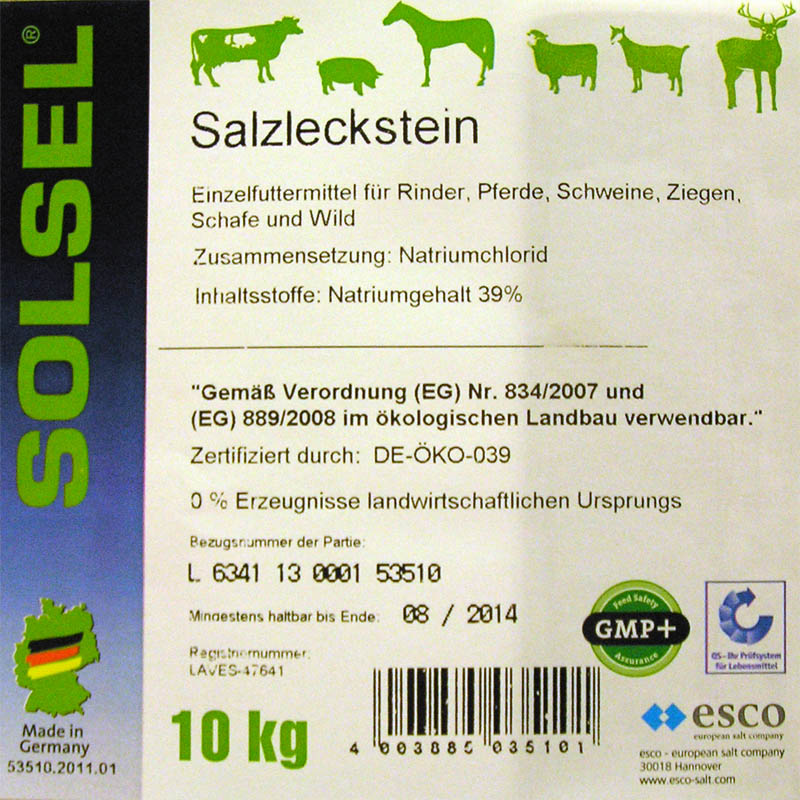 SOLSEL®
Salzleckstein
Einzelfuttermittel für Rinder, Pferde, Schweine, Ziegen,
Schafe und Wild
Zusammensetzung: Natriumchlorid
Inhaltsstoffe: Natriumgehalt 39%
"Gemäß Verordnung (EG) Nr. 834/2007 und
(EG) 889/2008 im ökologischen Landbau verwendbar."
Zertifiziert durch: DE-ÖKO-039
0 % Erzeugnisse landwirtschaftlichen Ursprungs
Bezugsnummer der Partie:
L 6341 13 0001 53510
Mindestens haltbar bis Ende: 08 / 2014
Registriernummer:
LAVES-47641
Feed Safety
GMP+
Assurance
QS-Ihr Prüfsystem
für Lebensmittel
Made in
Germany
53510.2011.01
10 kg
4 003885 035101
esco
european salt company
esco - european salt company
30018 Hannover
www.esco-salt.com